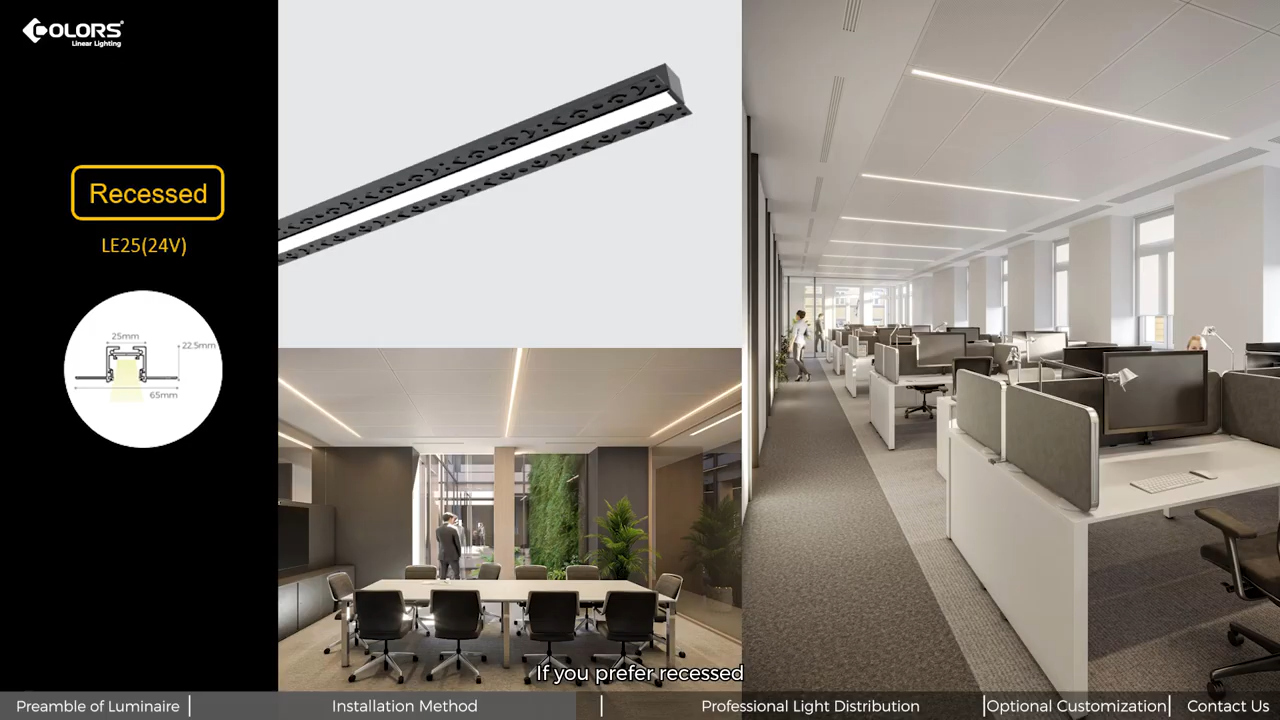 COLORS®
Linear Lighting
Recessed
LE25(24V)
25mm
22.5mm
65mm
If you prefer recessed
Preamble of Luminaire
Installation Method
Professional Light Distribution
Optional Customization
Contact Us